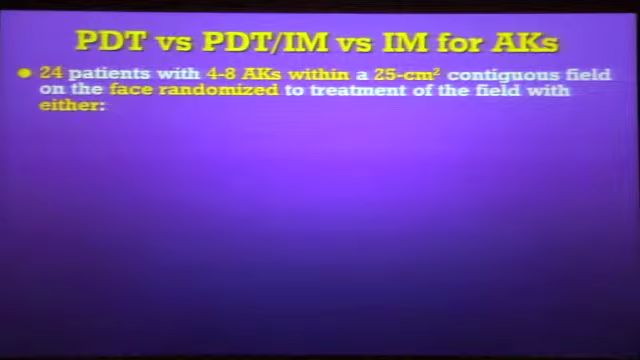 PDT vs PDT/IM vs IM for AKs
24 patients with 4-8 AKs within a 25-cm² contiguous field
on the face randomized to treatment of the field with
either: